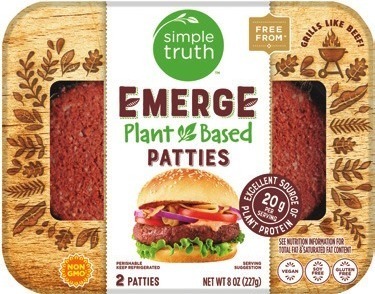 simple
truth™
FREE
FROM*
GRILLS LIKE BEEF!
EMERGE
Plant Based
PATTIES
EXCELLENT SOURCE OF
20g
PER
SERVING
PLANT PROTEIN
SEE NUTRITION INFORMATION FOR
TOTAL FAT & SATURATED FAT CONTENT
NON
GMO
PERISHABLE
KEEP REFRIGERATED
SERVING
SUGGESTION
2 PATTIES
NET WT 8 OZ (227g)
VEGAN
SOY
FREE
GLUTEN
FREE